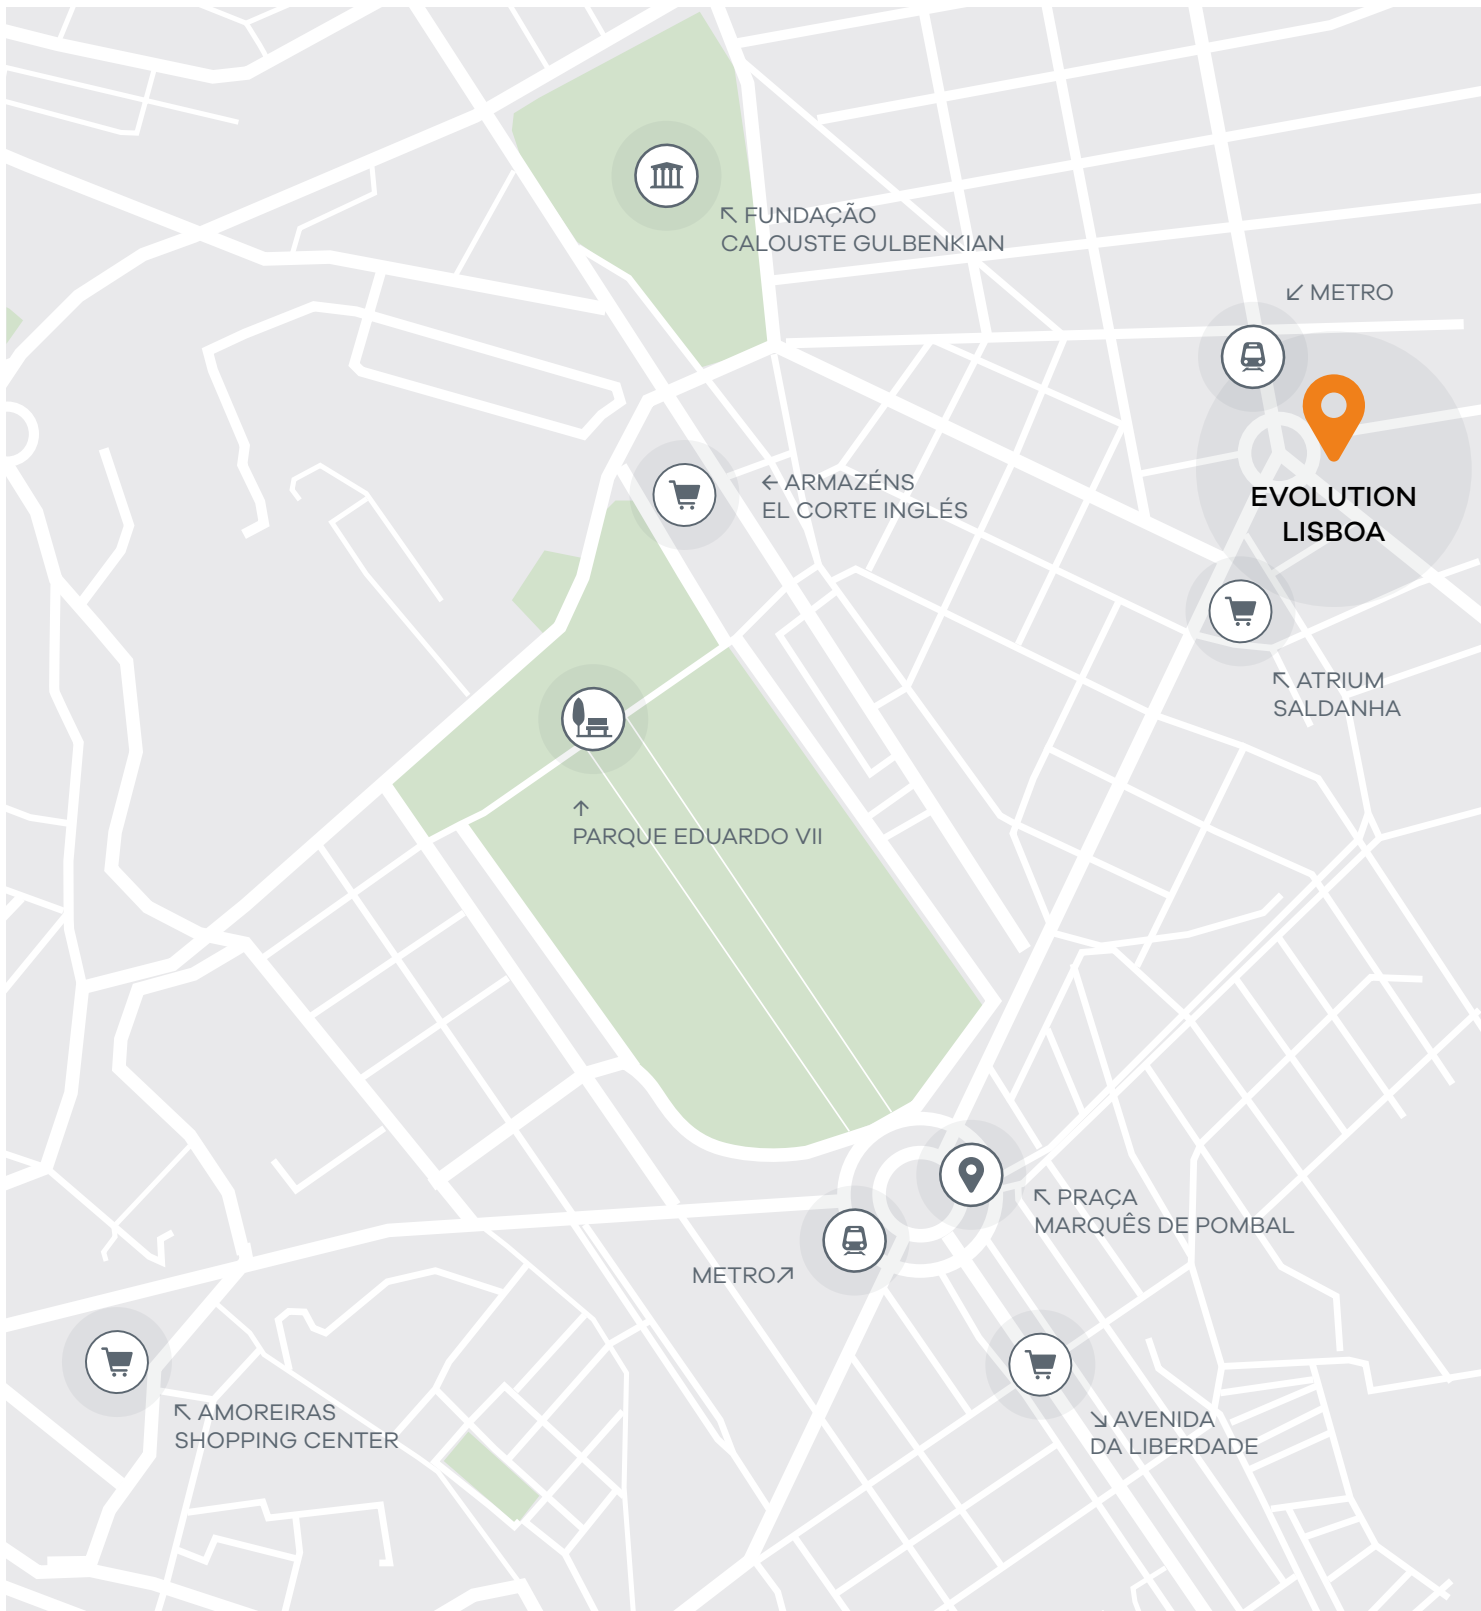 ↖ FUNDAÇÃO
CALOUSTE GULBENKIAN
↙ METRO
← ARMAZÉNS
EL CORTE INGLÉS
EVOLUTION
LISBOA
↖ ATRIUM
SALDANHA
↑
PARQUE EDUARDO VII
↖ PRAÇA
MARQUÊS DE POMBAL
METRO↗
↖ AMOREIRAS
SHOPPING CENTER
↘ AVENIDA
DA LIBERDADE